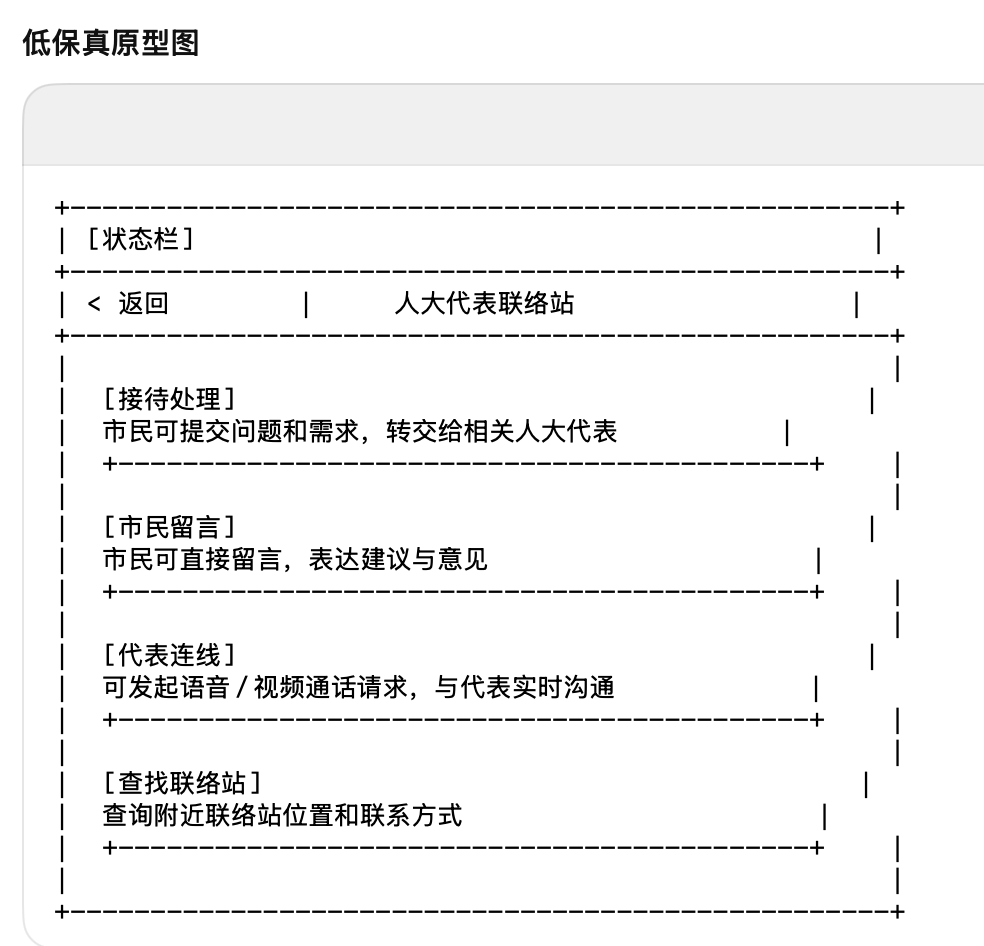 低保真原型图
+---------------------------------------------------+
| [状态栏]                                          |
+---------------------------------------------------+
| < 返回        |     人大代表联络站                 |
+---------------------------------------------------+
|                                                   |
|  [接待处理]                                       |
|  市民可提交问题和需求，转交给相关人大代表          |
|  +-------------------------------------------+    |
|                                                   |
|  [市民留言]                                       |
|  市民可直接留言，表达建议与意见                    |
|  +-------------------------------------------+    |
|                                                   |
|  [代表连线]                                       |
|  可发起语音/视频通话请求，与代表实时沟通           |
|  +-------------------------------------------+    |
|                                                   |
|  [查找联络站]                                     |
|  查询附近联络站位置和联系方式                      |
|  +-------------------------------------------+    |
|                                                   |
+---------------------------------------------------+